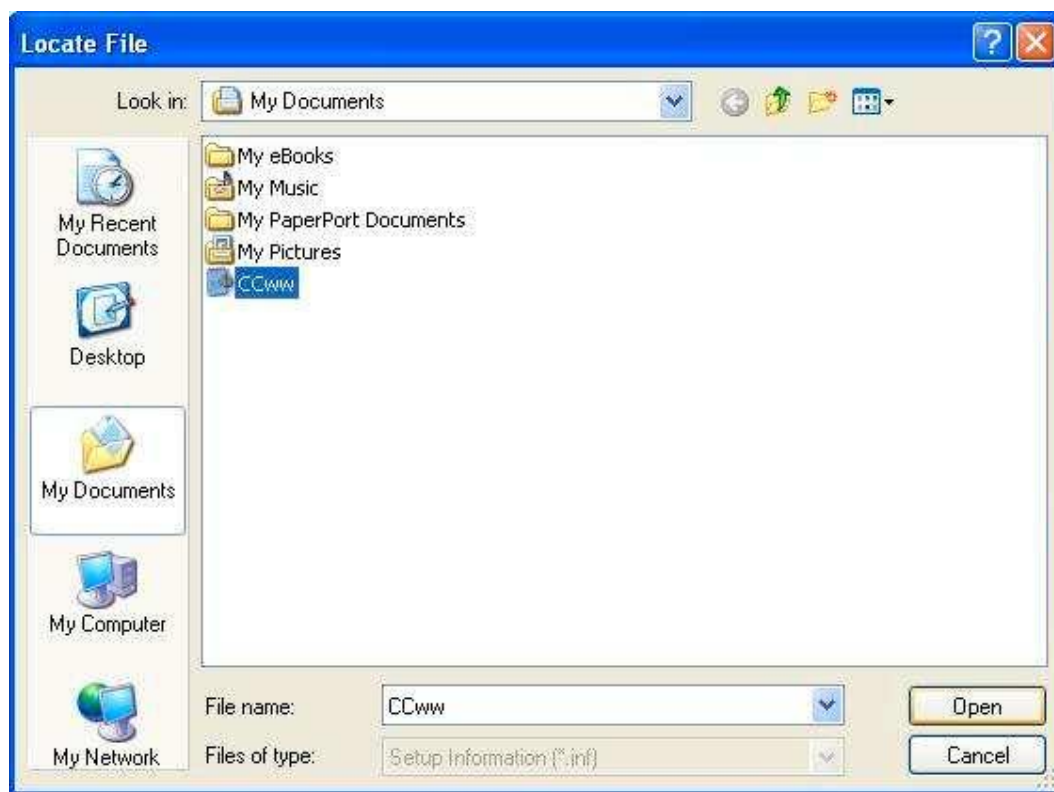 Locate File
Look in:
My Documents
My Recent
Documents
Desktop
My Documents
My Computer
My Network
My eBooks
My Music
My PaperPort Documents
My Pictures
CCww
File name:
CCww
Open
Files of type:
Setup Information (*.inf)
Cancel